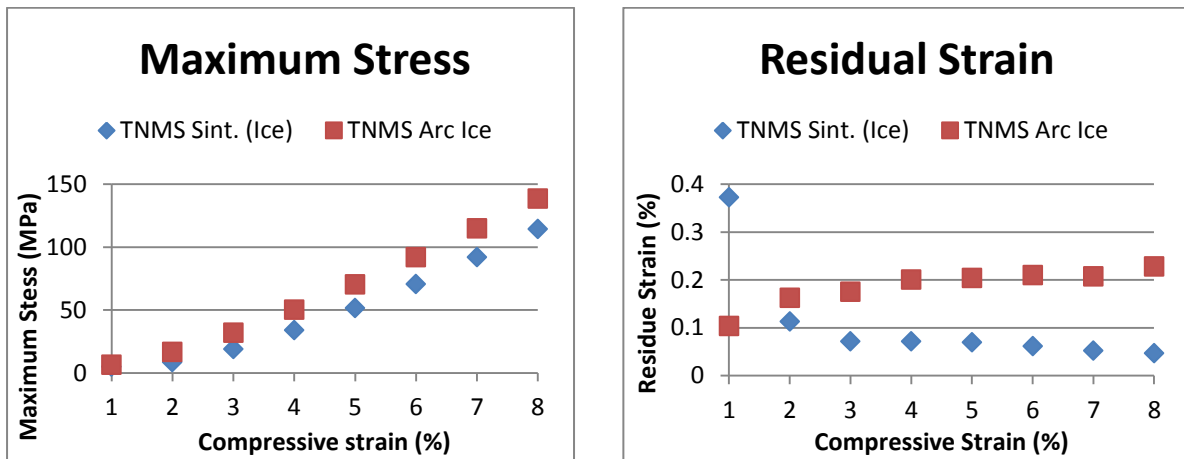 Maximum Stress
TNMS Sint. (Ice) TNMS Arc Ice
Maximum Stess (MPa)
150
100
50
0
1 2 3 4 5 6 7 8
Compressive strain (%)
Residual Strain
TNMS Sint. (Ice) TNMS Arc Ice
Residue Strain (%)
0.4
0.3
0.2
0.1
0
1 2 3 4 5 6 7 8
Compressive Strain (%)